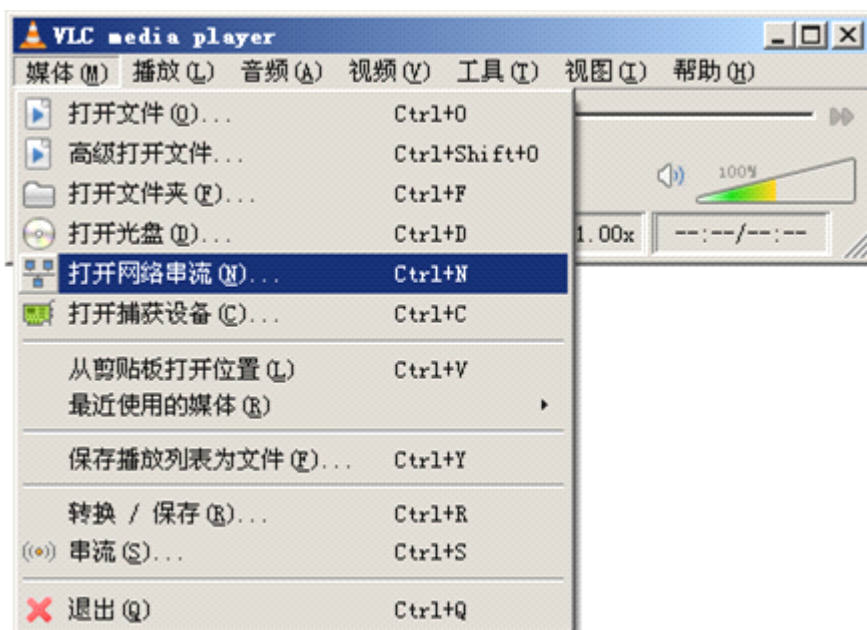 VLC media player
媒体(M) 播放(L) 音频(A) 视频(V) 工具(T) 视图(I) 帮助(H)
打开文件(O)... Ctrl+O
高级打开文件... Ctrl+Shift+O
100%
打开文件夹(F)... Ctrl+F
打开光盘(D)... Ctrl+D
1.00x --:--/--:--
打开网络串流(N)... Ctrl+N
打开捕获设备(C)... Ctrl+C
从剪贴板打开位置(L) Ctrl+V
最近使用的媒体(R)
保存播放列表为文件(F)... Ctrl+Y
转换 / 保存(R)... Ctrl+R
串流(S)... Ctrl+S
退出(Q) Ctrl+Q